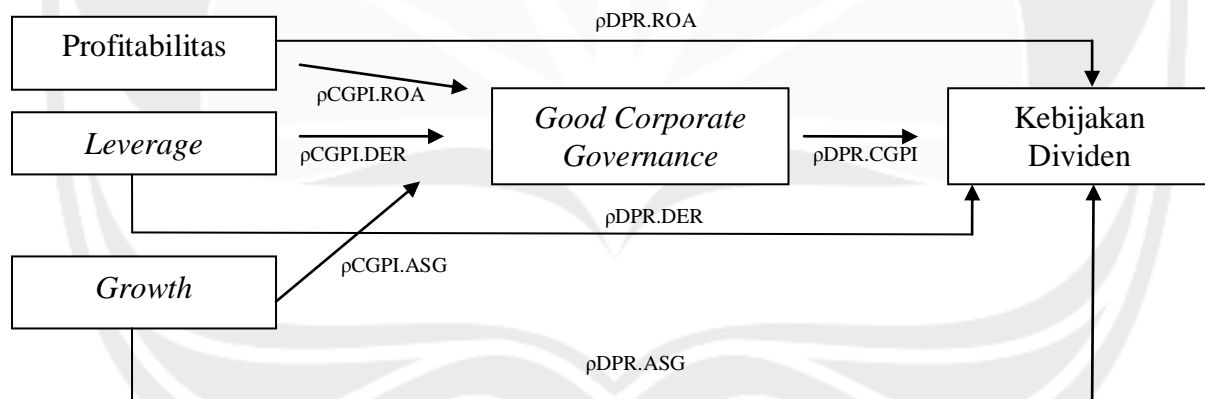 ρDPR.ROA
Profitabilitas
ρCGPI.ROA
Leverage
ρCGPI.DER
Good Corporate
Governance
ρDPR.CGPI
Kebijakan
Dividen
ρDPR.DER
ρCGPI.ASG
Growth
ρDPR.ASG